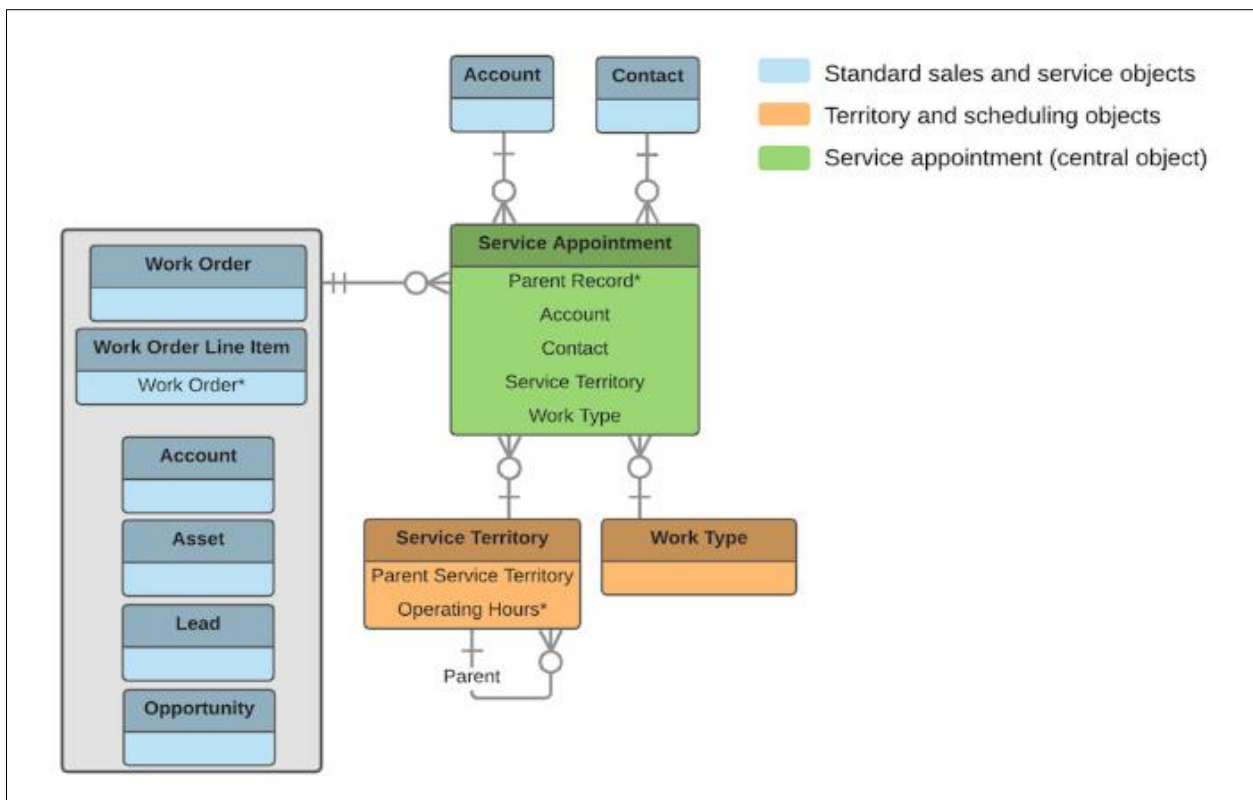 Account
Contact
Standard sales and service objects
Territory and scheduling objects
Service appointment (central object)
Service Appointment
Parent Record*
Account
Contact
Service Territory
Work Type
Work Order
Work Order Line Item
Work Order*
Account
Asset
Lead
Opportunity
Service Territory
Parent Service Territory
Operating Hours*
Parent
Work Type